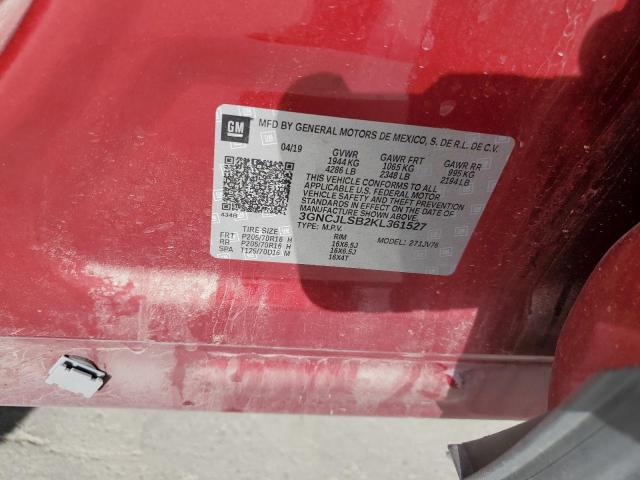 GM MFD BY GENERAL MOTORS DE MEXICO, S. DE R.L. DE C.V.
04/19 GVWR GAWR FRT GAWR RR
1944 KG 1065 KG 995 KG
4286 LB 2348 LB 2194 LB
THIS VEHICLE CONFORMS TO ALL
APPLICABLE U.S. FEDERAL MOTOR
VEHICLE SAFETY AND THEFT PREVENTION
STANDARDS IN EFFECT ON THE DATE OF
MANUFACTURE SHOWN ABOVE.
3GNCJLSB2KL361527
434B TYPE: M.P.V. MODEL: 271JV76
TIRE SIZE RIM
FRT P205/70R16 H 16X6.5J
RR P205/70R16 H 16X6.5J
SPA T125/70D16 M 16X4T